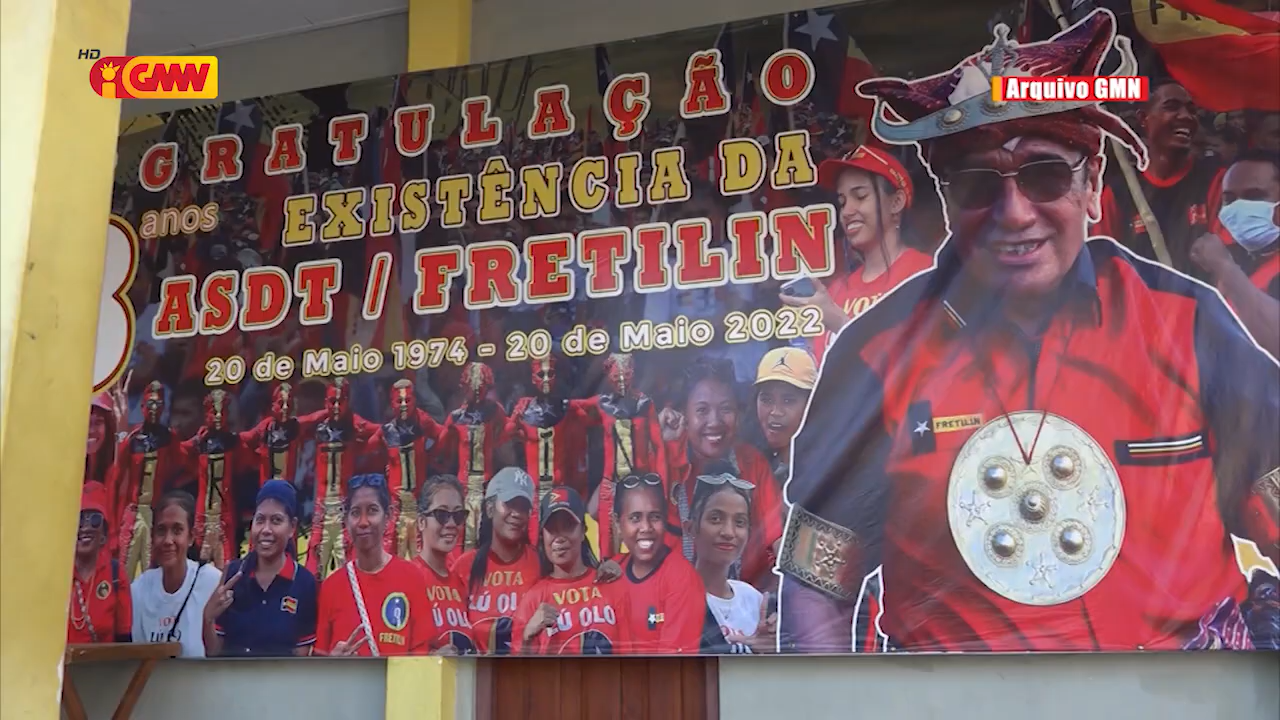 HD
GMN
Arquivo GMN
GRATULAÇÃO
anos
EXISTÊNCIA DA
ASDT / FRETILIN
20 de Maio 1974 - 20 de Maio 2022
FRETILIN
VOTA
LÚ OLO
VOTA
LÚ OLO
FRETILIN